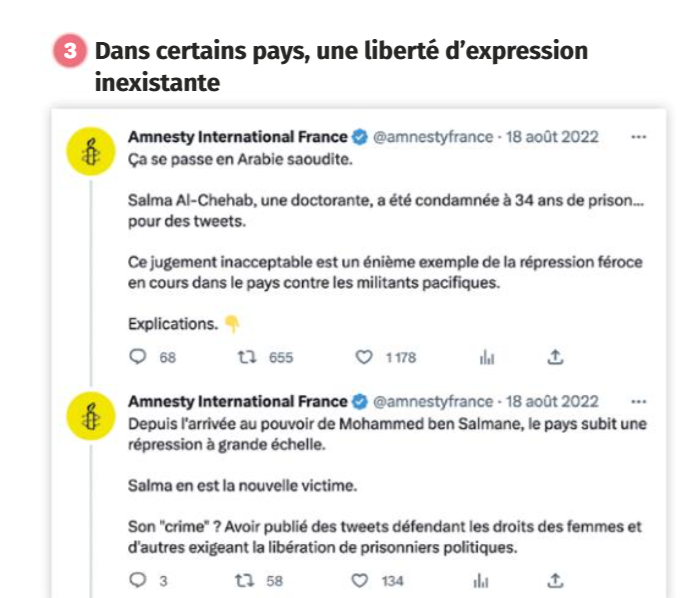 3 Dans certains pays, une liberté d’expression
inexistante
Amnesty International France @amnestyfrance · 18 août 2022 ...
Ça se passe en Arabie saoudite.
Salma Al-Chehab, une doctorante, a été condamnée à 34 ans de prison...
pour des tweets.
Ce jugement inacceptable est un énième exemple de la répression féroce
en cours dans le pays contre les militants pacifiques.
Explications. 👇
68 655 1 178
Amnesty International France @amnestyfrance · 18 août 2022 ...
Depuis l'arrivée au pouvoir de Mohammed ben Salmane, le pays subit une
répression à grande échelle.
Salma en est la nouvelle victime.
Son "crime" ? Avoir publié des tweets défendant les droits des femmes et
d'autres exigeant la libération de prisonniers politiques.
3 58 134